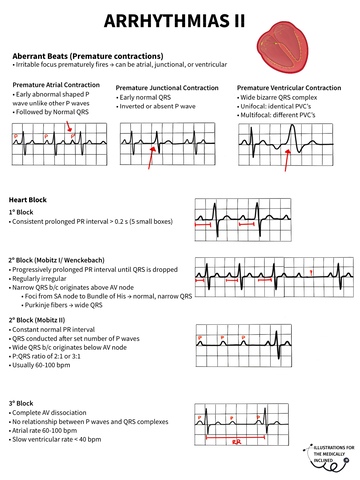 ARRHYTHMIAS II
Aberrant Beats (Premature contractions)
• Irritable focus prematurely fires → can be atrial, junctional, or ventricular
Premature Atrial Contraction
• Early abnormal shaped P
wave unlike other P waves
• Followed by Normal QRS
Premature Junctional Contraction
• Early normal QRS
• Inverted or absent P wave
Premature Ventricular Contraction
• Wide bizarre QRS complex
• Unifocal: identical PVC's
• Multifocal: different PVC's
P P P
Heart Block
1° Block
• Consistent prolonged PR interval > 0.2 s (5 small boxes)
2° Block (Mobitz I/ Wenckebach)
• Progressively prolonged PR interval until QRS is dropped
• Regularly irregular
• Narrow QRS b/c originates above AV node
• Foci from SA node to Bundle of His → normal, narrow QRS
• Purkinje fibers → wide QRS
2° Block (Mobitz II)
• Constant normal PR interval
• QRS conducted after set number of P waves
• Wide QRS b/c originates below AV node
• P:QRS ratio of 2:1 or 3:1
• Usually 60-100 bpm
P P P
3° Block
• Complete AV dissociation
• No relationship between P waves and QRS complexes
• Atrial rate 60-100 bpm
• Slow ventricular rate < 40 bpm
P P P
RR
ILLUSTRATIONS FOR
THE MEDICALLY
INCLINED